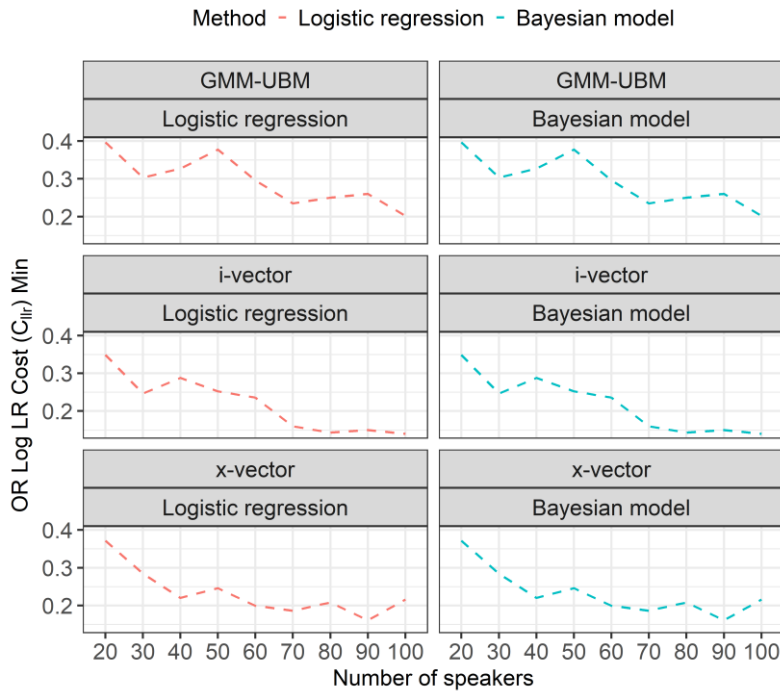 Method Logistic regression Bayesian model
GMM-UBM GMM-UBM
Logistic regression Bayesian model
0.4
0.3
0.2
i-vector i-vector
Logistic regression Bayesian model
0.4
0.3
0.2
x-vector x-vector
Logistic regression Bayesian model
0.4
0.3
0.2
20 30 40 50 60 70 80 90 100 20 30 40 50 60 70 80 90 100
Number of speakers
OR Log LR Cost (Cllr) Min